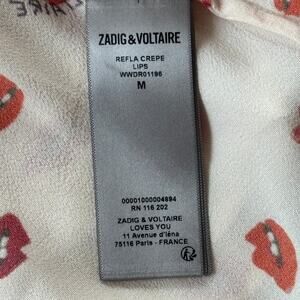 ZADIG & VOLTAIRE
REFLA CREPE
LIPS
WWDR01196
M
00001000004894
RN 116 202
ZADIG & VOLTAIRE
LOVES YOU
11 Avenue d'Iéna
75116 Paris - FRANCE